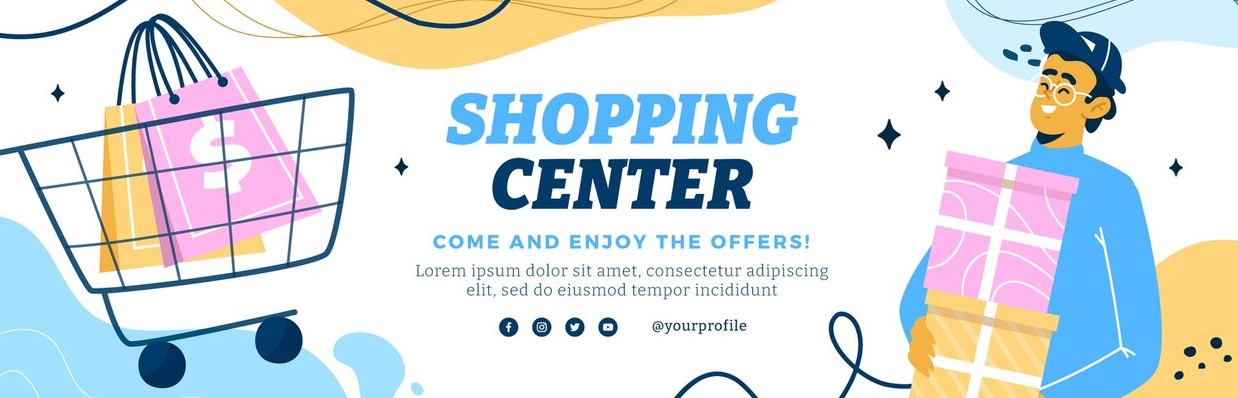 $
SHOPPING
CENTER
COME AND ENJOY THE OFFERS!
Lorem ipsum dolor sit amet, consectetur adipiscing
elit, sed do eiusmod tempor incididunt
@yourprofile